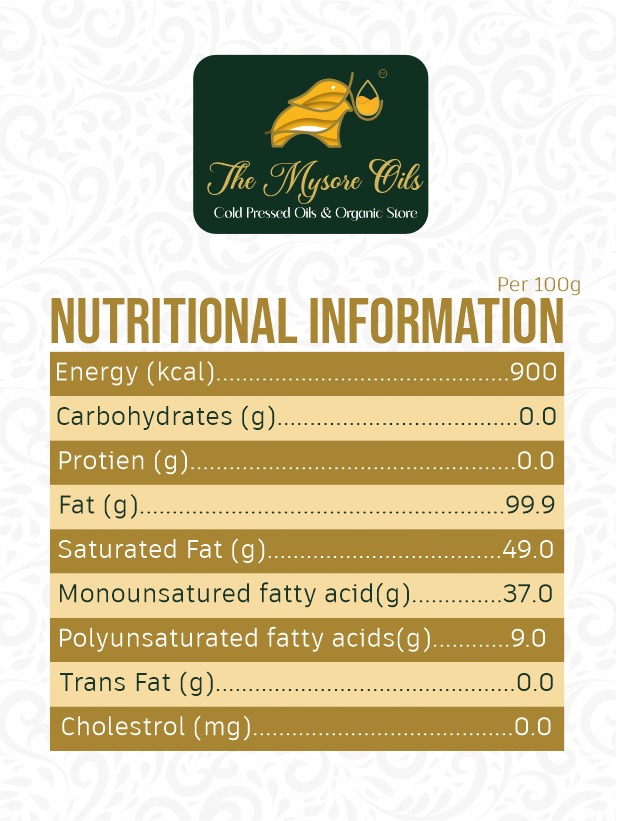 The Mysore Oils
Cold Pressed Oils & Organic Store
Per 100g
NUTRITIONAL INFORMATION
Energy (kcal)............................................900
Carbohydrates (g)....................................0.0
Protien (g).................................................0.0
Fat (g).......................................................99.9
Saturated Fat (g)...................................49.0
Monounsatured fatty acid(g)..............37.0
Polyunsaturated fatty acids(g)............9.0
Trans Fat (g).............................................0.0
Cholestrol (mg).......................................0.0